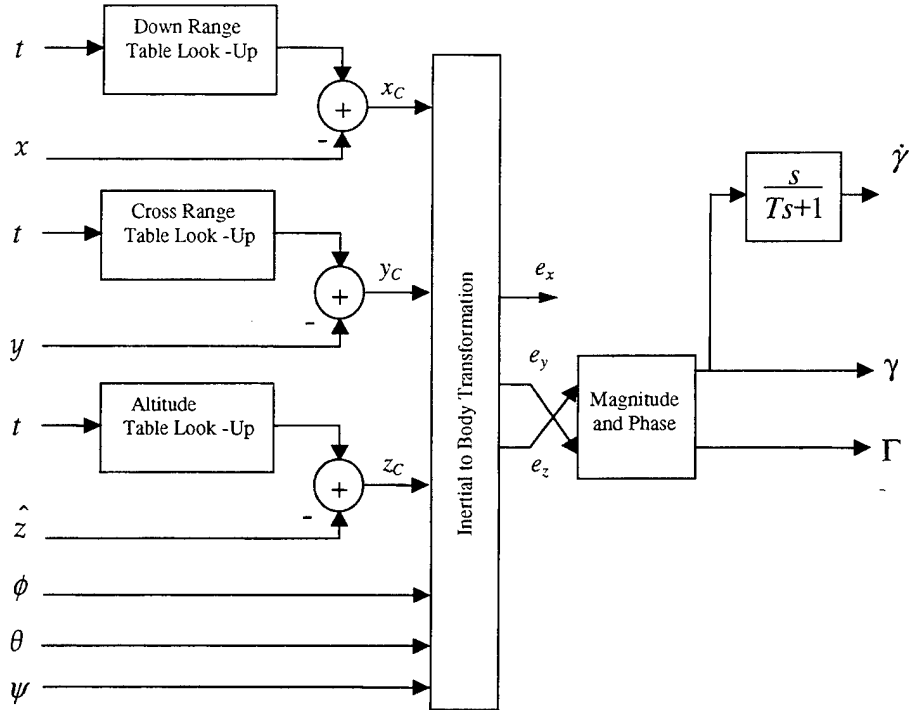 t
Down Range
Table Look -Up
+
-
x_C
x
t
Cross Range
Table Look -Up
+
-
y_C
y
t
Altitude
Table Look -Up
+
-
z_C
ẑ
ϕ
θ
ψ
Inertial to Body Transformation
e_x
e_y
e_z
Magnitude
and Phase
s
Ts+1
γ̇
γ
Γ